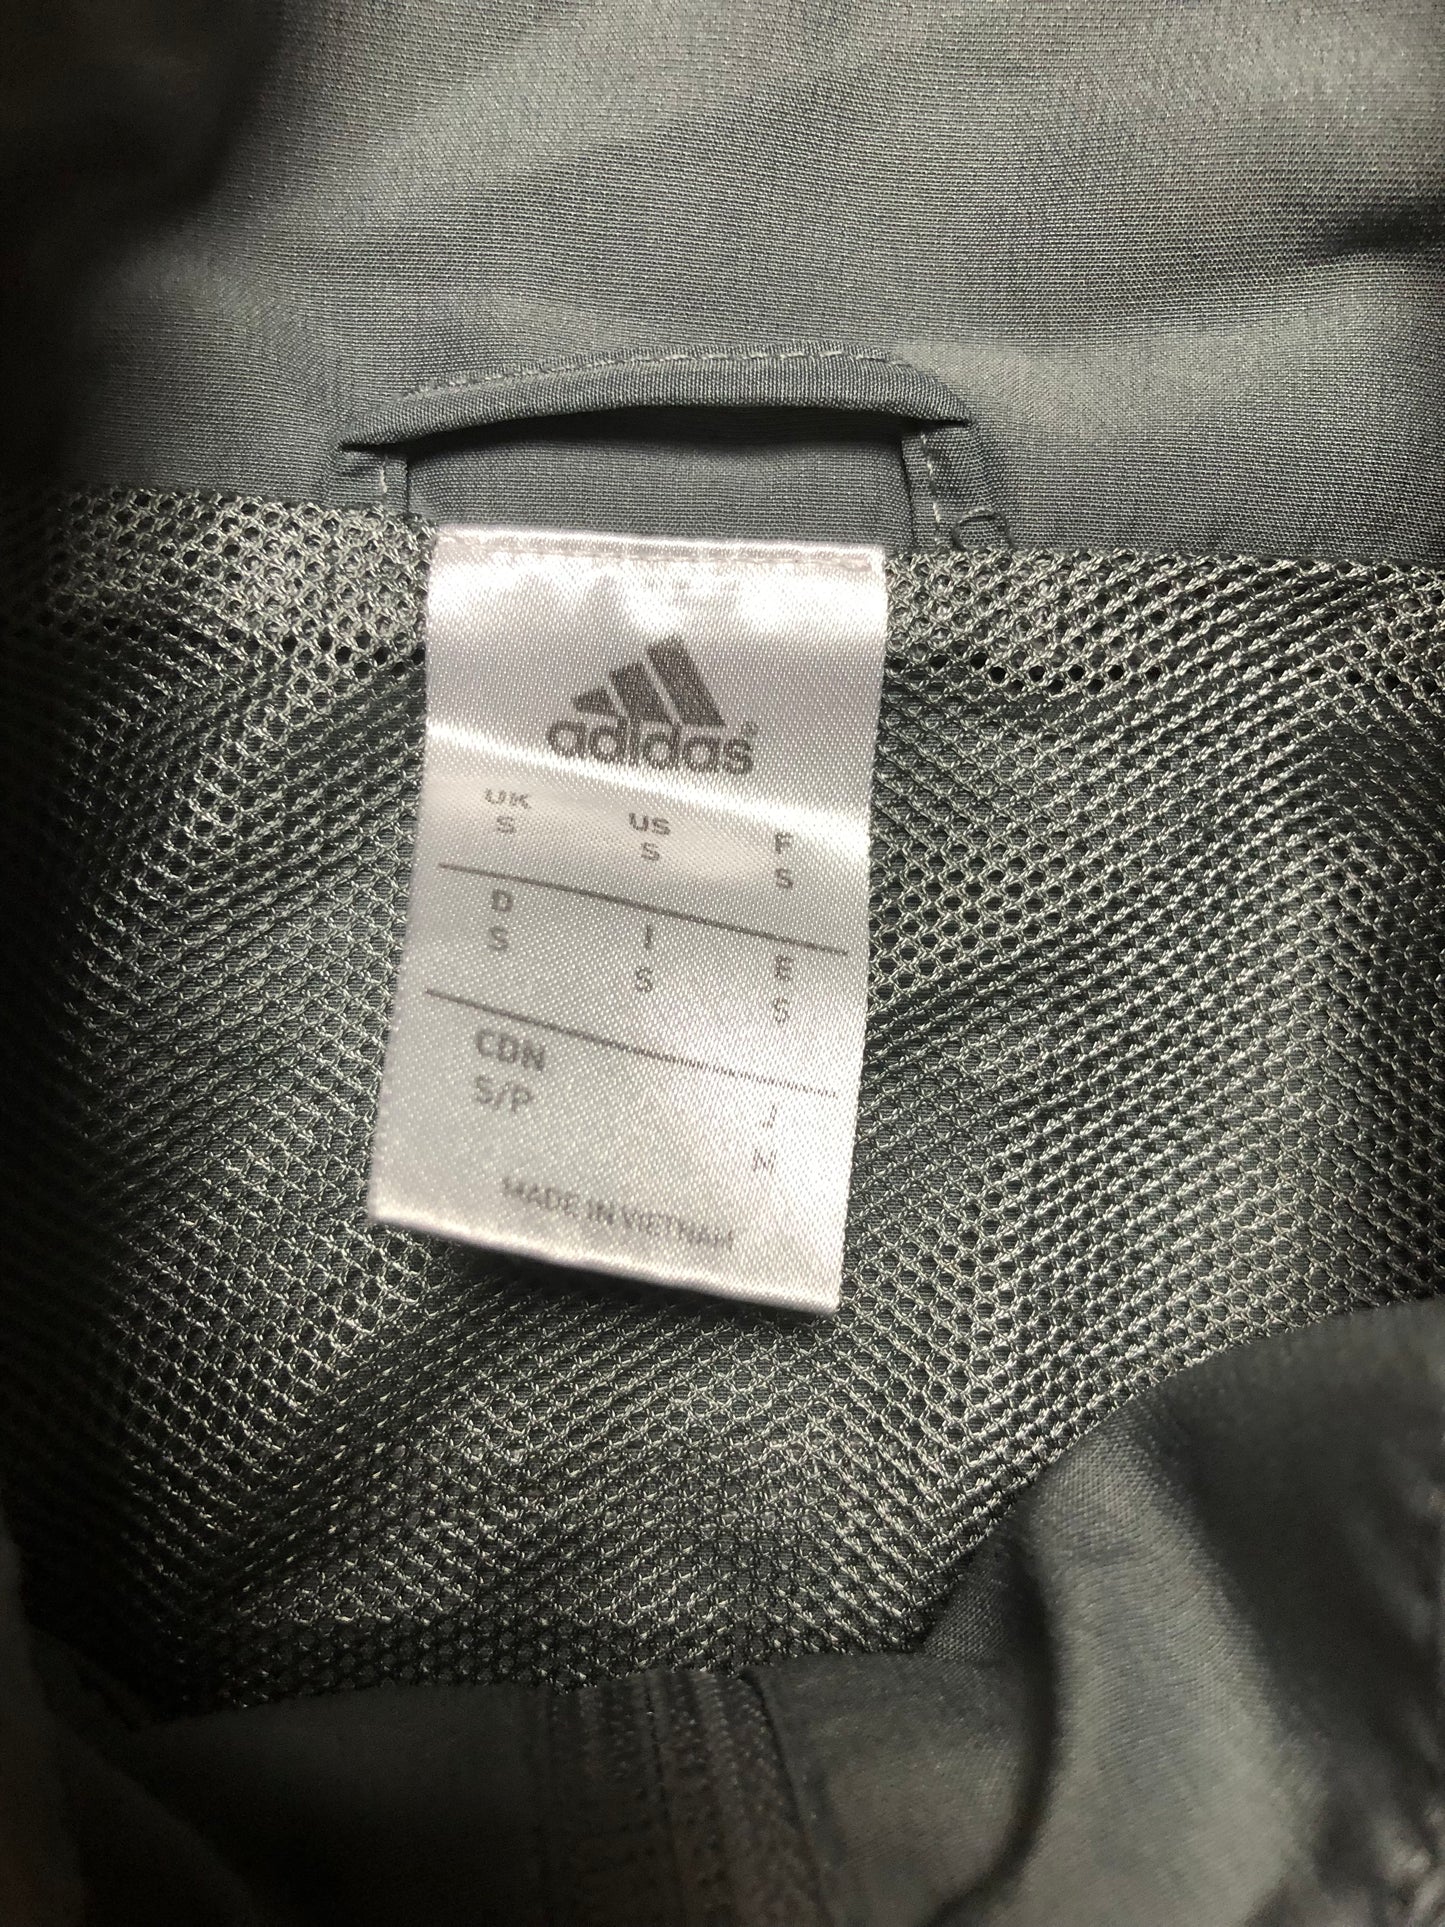 adidas®
UK US F
S S S
D I E
S S S
CDN J
S/P M
MADE IN VIETNAM